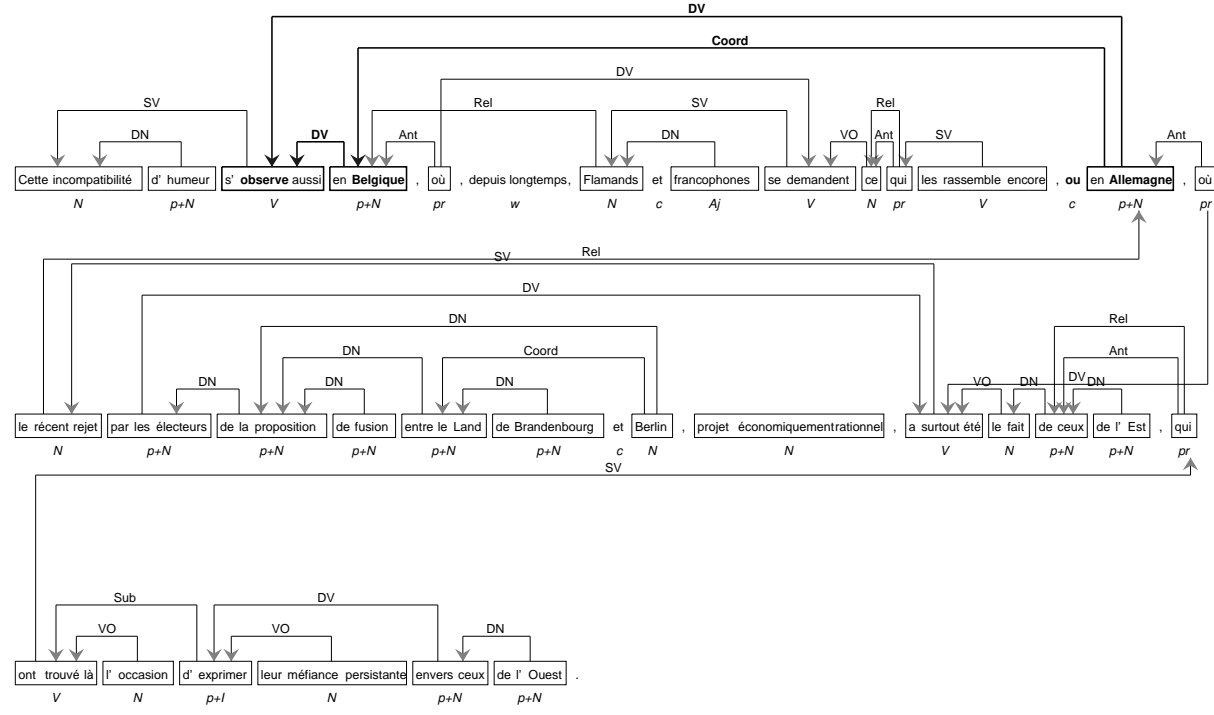 DV
Coord
DV
SV Rel SV Rel
DN DV Ant DN VO Ant SV Ant
Cette incompatibilité d' humeur s' observe aussi en Belgique , où , depuis longtemps, Flamands et francophones se demandent ce qui les rassemble encore , ou en Allemagne , où
N p+N V p+N pr w N c Aj V N pr V c p+N pr
SV Rel
DV
DN Rel
DN Coord Ant
DN DN DN VO DN DV DN
le récent rejet par les électeurs de la proposition de fusion entre le Land de Brandenbourg et Berlin , projet économiquementrationnel , a surtout été le fait de ceux de l' Est , qui
N p+N p+N p+N p+N p+N c N N V N p+N p+N pr
SV
Sub DV
VO VO DN
ont trouvé là l' occasion d' exprimer leur méfiance persistante envers ceux de l' Ouest .
V N p+I N p+N p+N